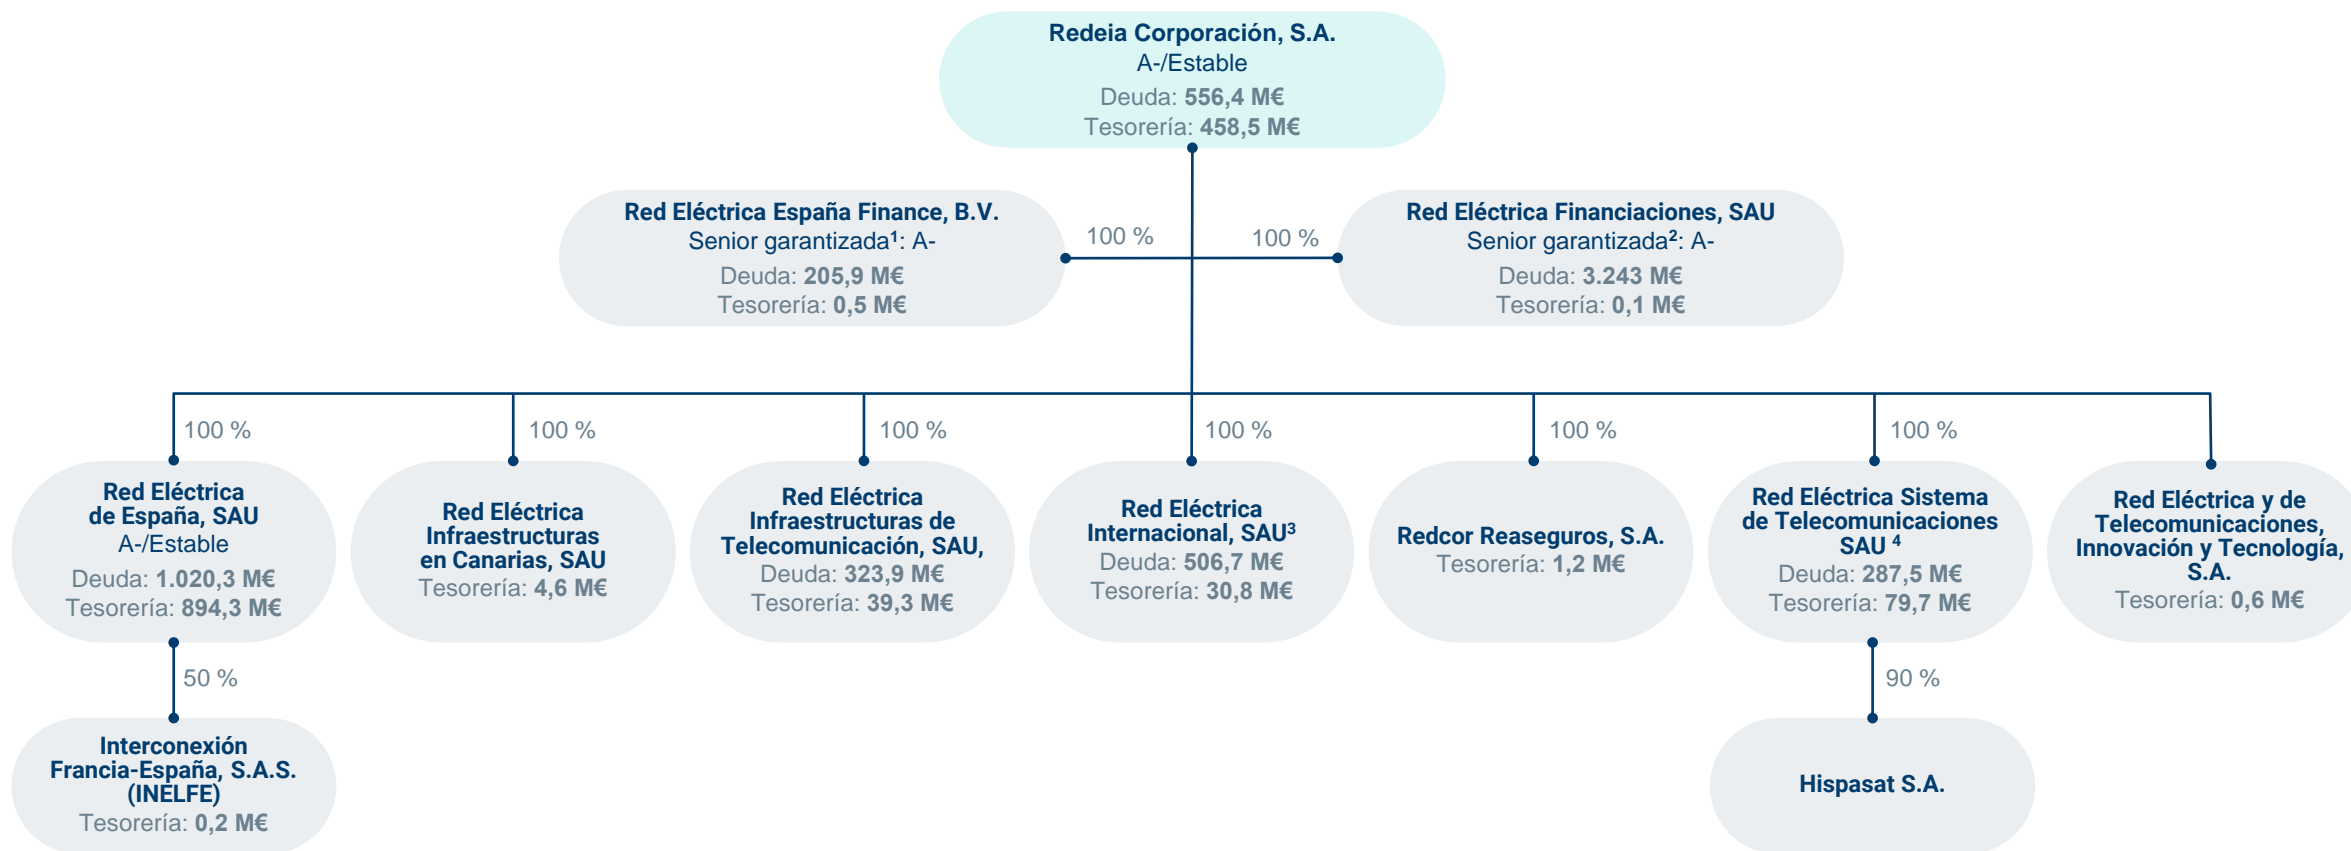 Redeia Corporación, S.A.
A-/Estable
Deuda: 556,4 M€
Tesorería: 458,5 M€
Red Eléctrica España Finance, B.V.
Senior garantizada¹: A-
Deuda: 205,9 M€
Tesorería: 0,5 M€
100 %
100 %
Red Eléctrica Financiaciones, SAU
Senior garantizada²: A-
Deuda: 3.243 M€
Tesorería: 0,1 M€
100 %
100 %
100 %
100 %
100 %
100 %
Red Eléctrica
de España, SAU
A-/Estable
Deuda: 1.020,3 M€
Tesorería: 894,3 M€
Red Eléctrica
Infraestructuras
en Canarias, SAU
Tesorería: 4,6 M€
Red Eléctrica
Infraestructuras de
Telecomunicación, SAU,
Deuda: 323,9 M€
Tesorería: 39,3 M€
Red Eléctrica
Internacional, SAU³
Deuda: 506,7 M€
Tesorería: 30,8 M€
Redcor Reaseguros, S.A.
Tesorería: 1,2 M€
Red Eléctrica Sistema
de Telecomunicaciones
SAU ⁴
Deuda: 287,5 M€
Tesorería: 79,7 M€
Red Eléctrica y de
Telecomunicaciones,
Innovación y Tecnología,
S.A.
Tesorería: 0,6 M€
50 %
90 %
Interconexión
Francia-España, S.A.S.
(INELFE)
Tesorería: 0,2 M€
Hispasat S.A.